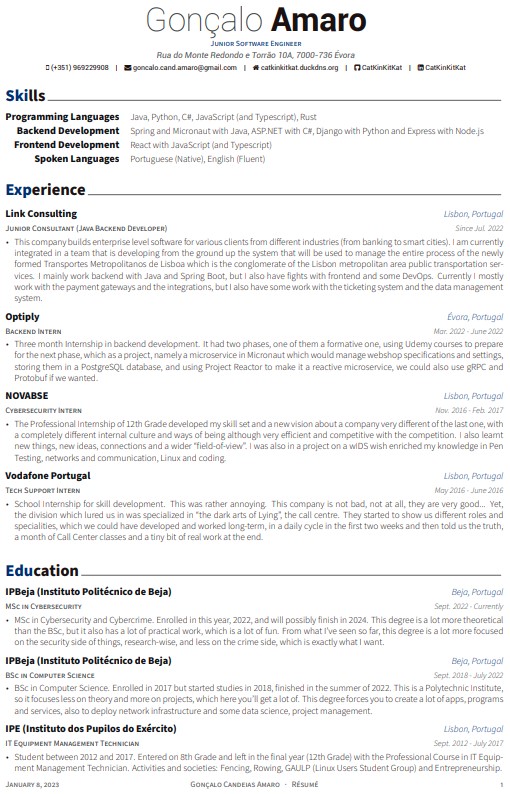 Gonçalo Amaro
Junior Software Engineer
Rua do Monte Redondo e Torrão 10A, 7000-736 Évora
(+351) 969229908 | goncalo.cand.amaro@gmail.com | catkinkitkat.duckdns.org | CatKinKitKat | CatKinKitKat
Skills
Programming Languages Java, Python, C#, JavaScript (and Typescript), Rust
Backend Development Spring and Micronaut with Java, ASP.NET with C#, Django with Python and Express with Node.js
Frontend Development React with JavaScript (and Typescript)
Spoken Languages Portuguese (Native), English (Fluent)
Experience
Link Consulting Lisbon, Portugal
Junior Consultant (Java Backend Developer) Since Jul. 2022
• This company builds enterprise level software for various clients from different industries (from banking to smart cities). I am currently
integrated in a team that is developing from the ground up the system that will be used to manage the entire process of the newly
formed Transportes Metropolitanos de Lisboa which is the conglomerate of the Lisbon metropolitan area public transportation ser-
vices. I mainly work backend with Java and Spring Boot, but I also have fights with frontend and some DevOps. Currently I mostly
work with the payment gateways and the integrations, but I also have some work with the ticketing system and the data management
system.
Optiply Évora, Portugal
Backend Intern Mar. 2022 - June 2022
• Three month Internship in backend development. It had two phases, one of them a formative one, using Udemy courses to prepare
for the next phase, which as a project, namely a microservice in Micronaut which would manage webshop specifications and settings,
storing them in a PostgreSQL database, and using Project Reactor to make it a reactive microservice, we could also use gRPC and
Protobuf if we wanted.
NOVABSE Lisbon, Portugal
Cybersecurity Intern Nov. 2016 - Feb. 2017
• The Professional Internship of 12th Grade developed my skill set and a new vision about a company very different of the last one, with
a completely different internal culture and ways of being although very efficient and competitive with the competition. I also learnt
new things, new ideas, connections and a wider "field-of-view". I was also in a project on a wIDS wish enriched my knowledge in Pen
Testing, networks and communication, Linux and coding.
Vodafone Portugal Lisbon, Portugal
Tech Support Intern May 2016 - June 2016
• School Internship for skill development. This was rather annoying. This company is not bad, not at all, they are very good... Yet,
the division which lured us in was specialized in "the dark arts of Lying", the call centre. They started to show us different roles and
specialities, which we could have developed and worked long-term, in a daily cycle in the first two weeks and then told us the truth,
a month of Call Center classes and a tiny bit of real work at the end.
Education
IPBeja (Instituto Politécnico de Beja) Beja, Portugal
MSc in Cybersecurity Sept. 2022 - Currently
• MSc in Cybersecurity and Cybercrime. Enrolled in this year, 2022, and will possibly finish in 2024. This degree is a lot more theoretical
than the BSc, but it also has a lot of practical work, which is a lot of fun. From what I've seen so far, this degree is a lot more focused
on the security side of things, research-wise, and less on the crime side, which is exactly what I want.
IPBeja (Instituto Politécnico de Beja) Beja, Portugal
BSc in Computer Science Sept. 2018 - July 2022
• BSc in Computer Science. Enrolled in 2017 but started studies in 2018, finished in the summer of 2022. This is a Polytechnic Institute,
so it focuses less on theory and more on projects, which here you'll get a lot of. This degree forces you to create a lot of apps, programs
and services, also to deploy network infrastructure and some data science, project management.
IPE (Instituto dos Pupilos do Exército) Lisbon, Portugal
IT Equipment Management Technician Sept. 2012 - July 2017
• Student between 2012 and 2017. Entered on 8th Grade and left in the final year (12th Grade) with the Professional Course in IT Equip-
ment Management Technician. Activities and societies: Fencing, Rowing, GAULP (Linux Users Student Group) and Entrepreneurship.
January 8, 2023 Gonçalo Candeias Amaro · Résumé 1